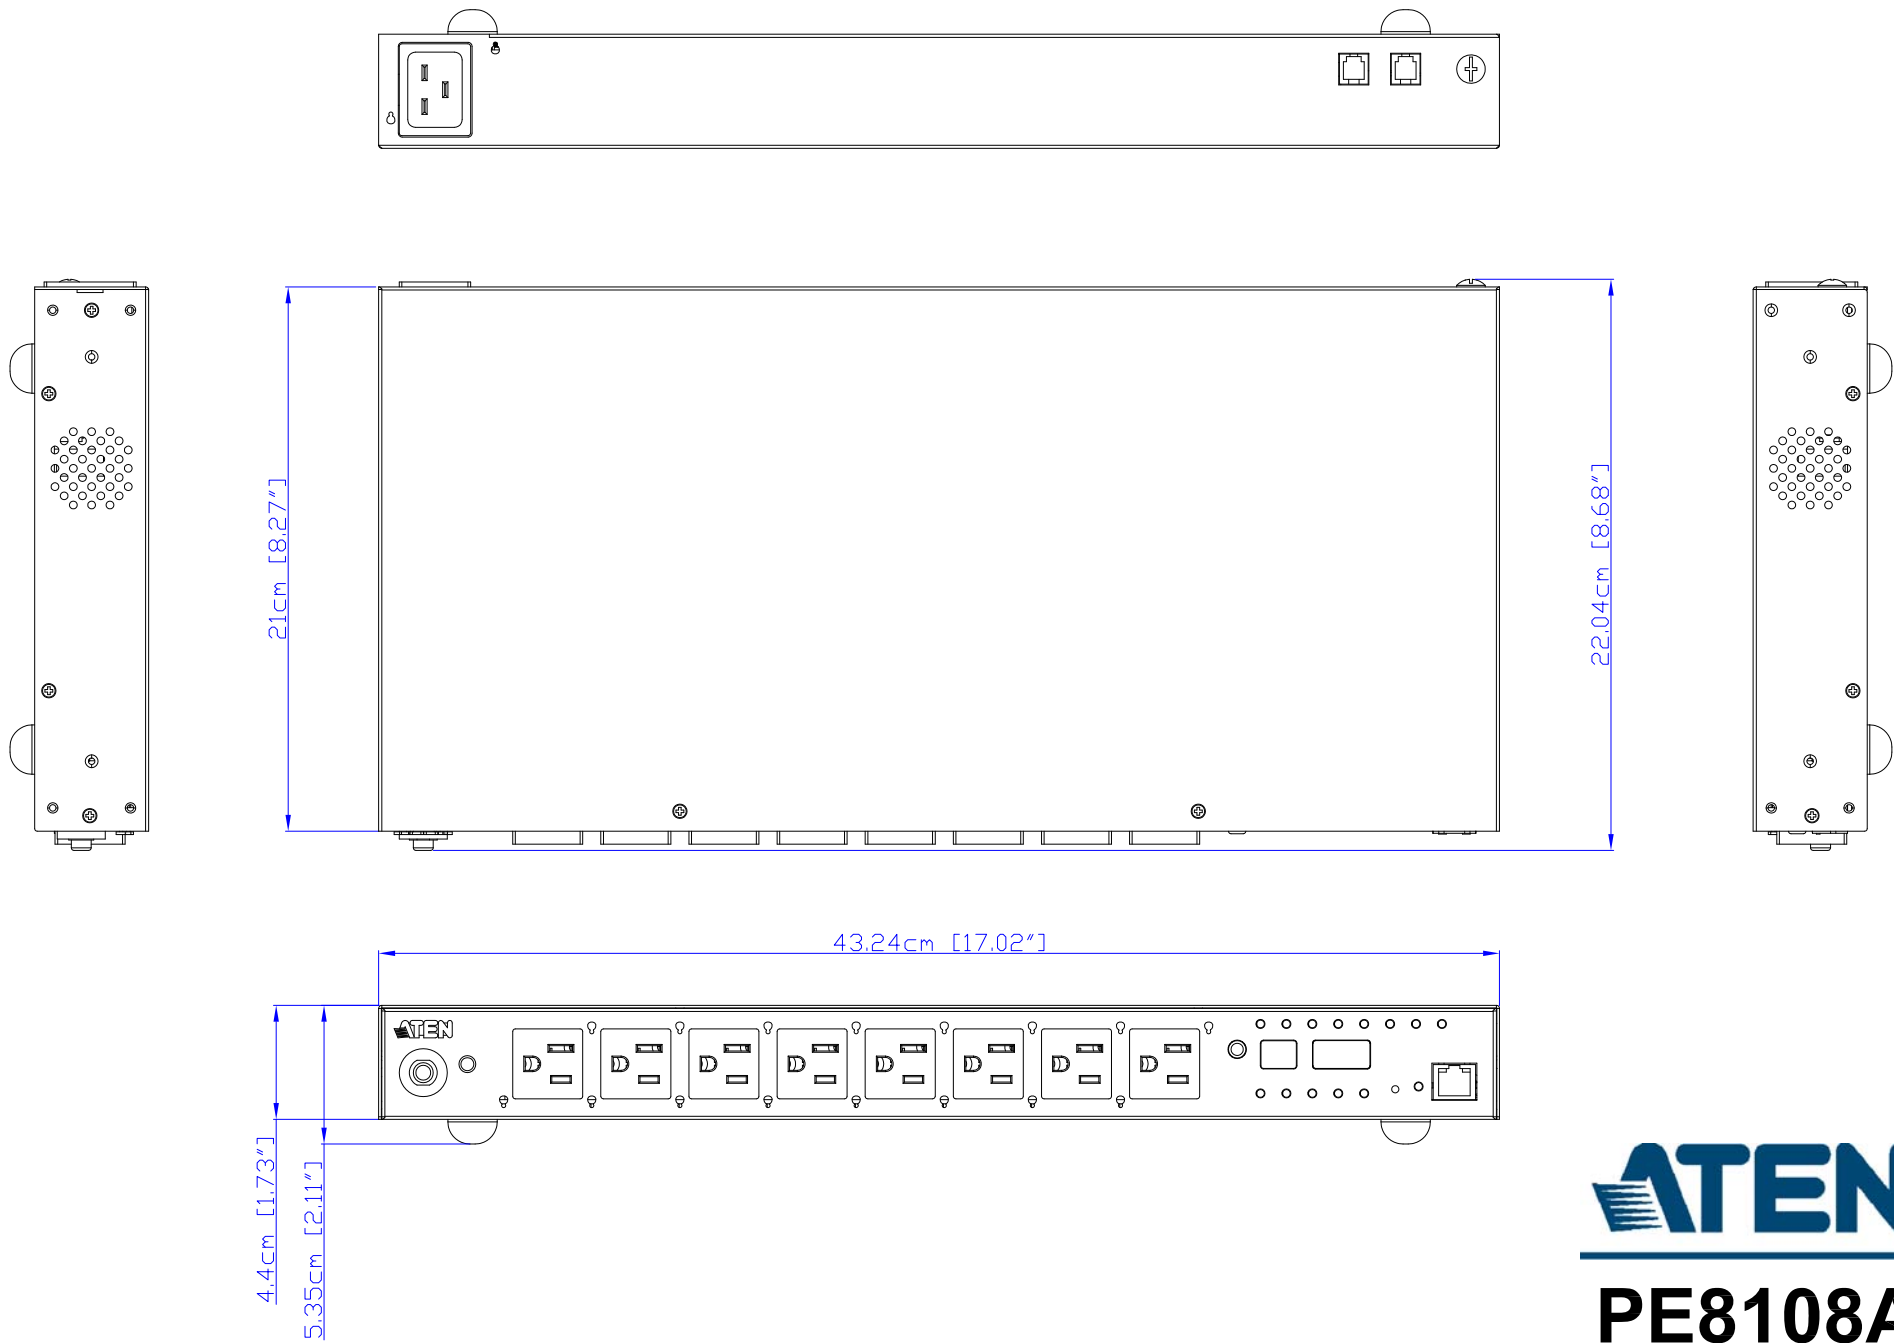 21cm [8.27"]
22.04cm [8.68"]
43.24cm [17.02"]
ATEN
4.4cm [1.73"]
5.35cm [2.11"]
ATEN
PE8108A